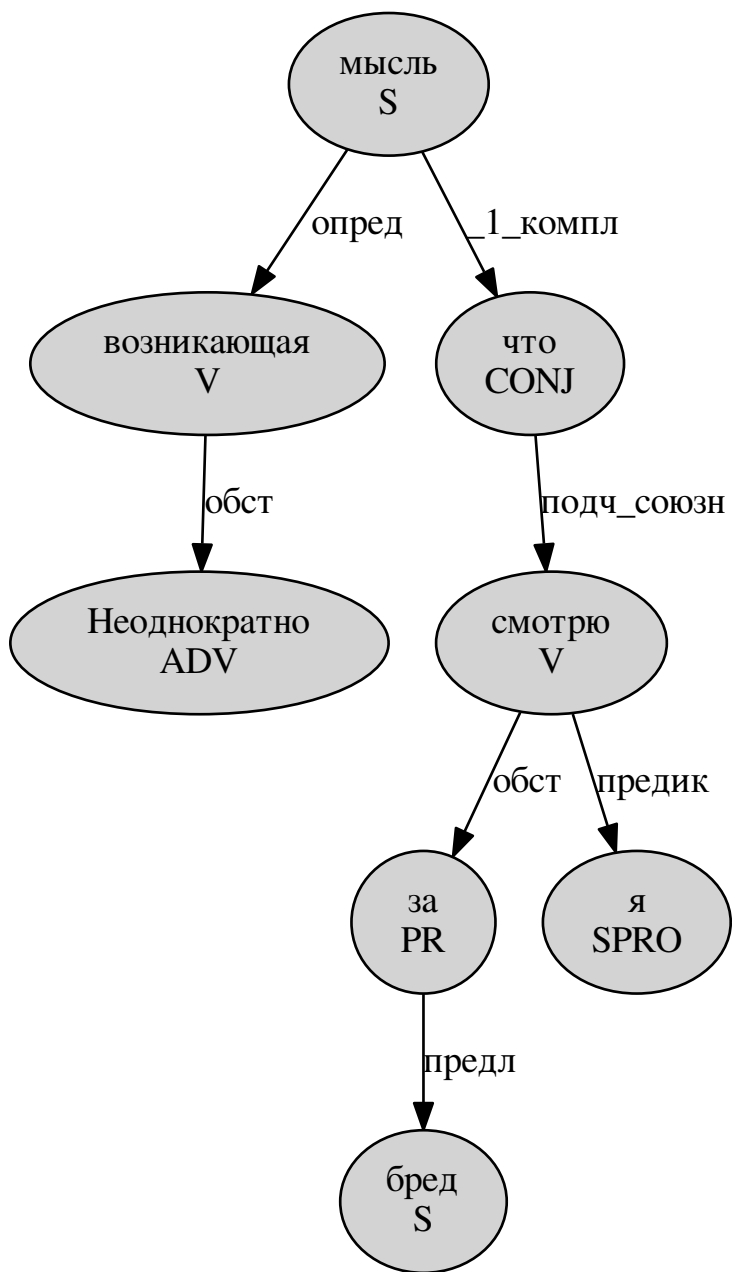 мысль
S
опред
_1_компл
возникающая
V
что
CONJ
обст
подч_союзн
Неоднократно
ADV
смотрю
V
обст
предик
за
PR
я
SPRO
предл
бред
S